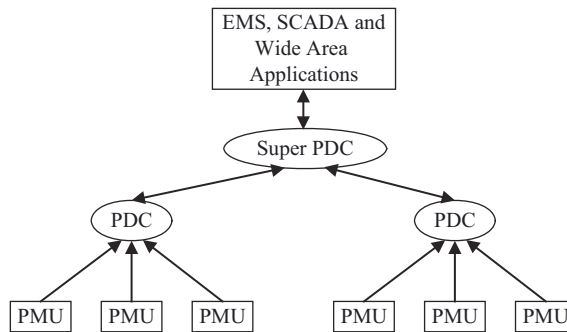 EMS, SCADA and
Wide Area
Applications
Super PDC
PDC
PDC
PMU
PMU
PMU
PMU
PMU
PMU